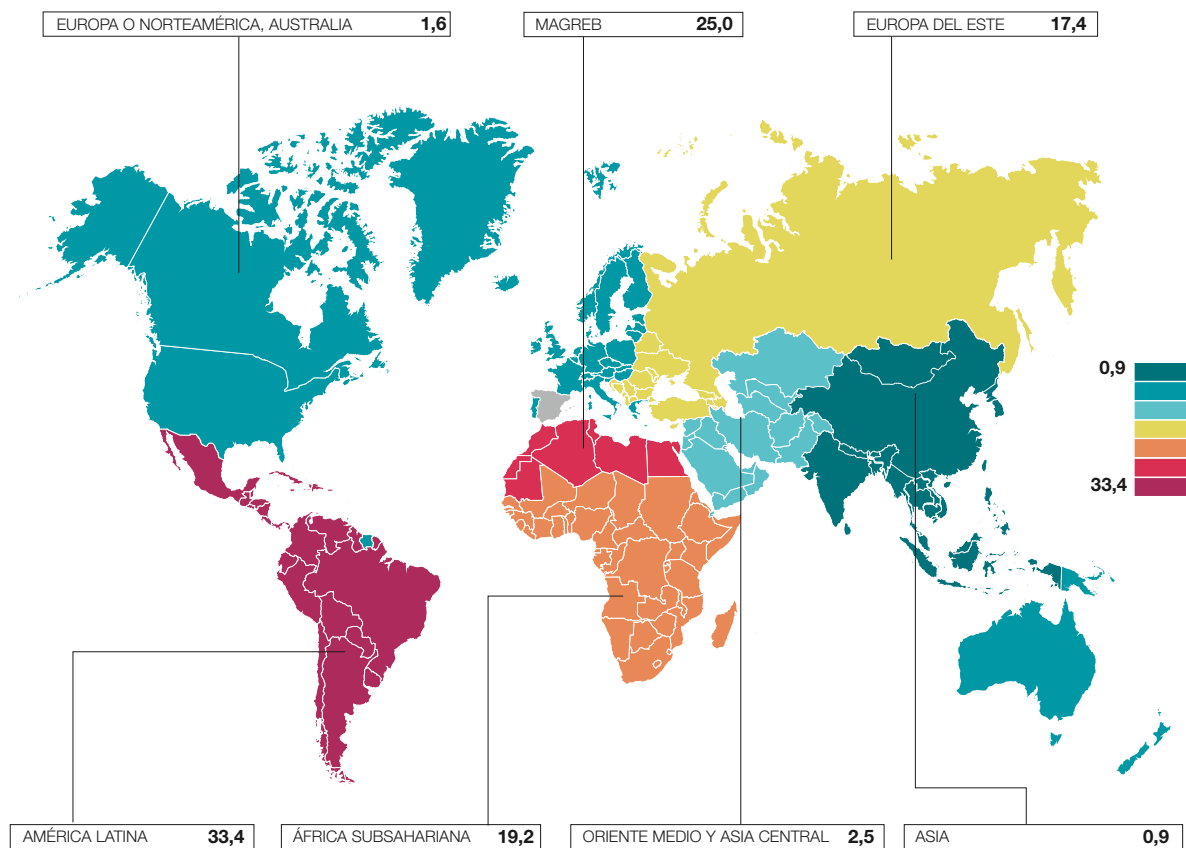 EUROPA O NORTEAMÉRICA, AUSTRALIA 1,6
MAGREB 25,0
EUROPA DEL ESTE 17,4
0,9
33,4
AMÉRICA LATINA 33,4
ÁFRICA SUBSAHARIANA 19,2
ORIENTE MEDIO Y ASIA CENTRAL 2,5
ASIA 0,9